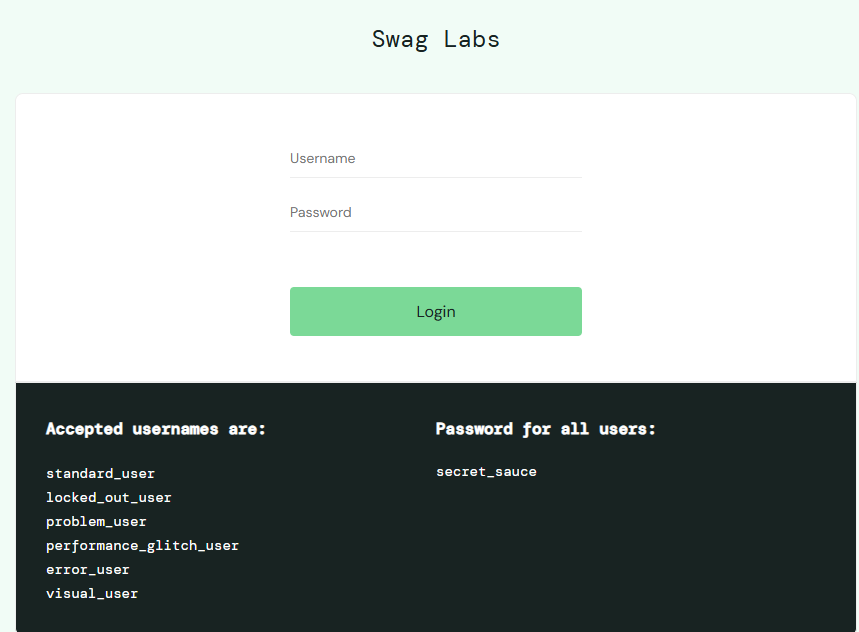 Swag Labs
Username
Password
Login
Accepted usernames are:
standard_user
locked_out_user
problem_user
performance_glitch_user
error_user
visual_user
Password for all users:
secret_sauce